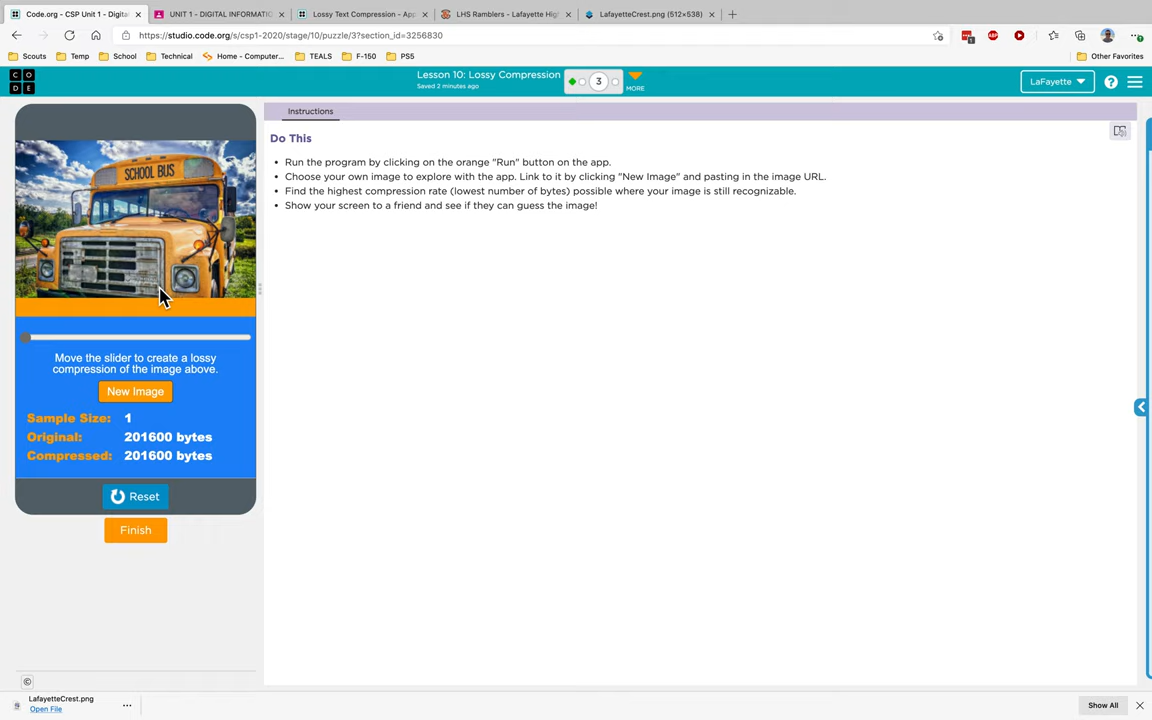 Code.org - CSP Unit 1 - Digital
UNIT 1 - DIGITAL INFORMATIO
Lossy Text Compression - App
LHS Ramblers - Lafayette High
LafayetteCrest.png (512×538)
https://studio.code.org/s/csp1-2020/stage/10/puzzle/3?section_id=3256830
Scouts
Temp
School
Technical
Home - Computer...
TEALS
F-150
PS5
Other Favorites
CODE
Lesson 10: Lossy Compression
Saved 2 minutes ago
3
MORE
LaFayette
Instructions
Do This
• Run the program by clicking on the orange "Run" button on the app.
• Choose your own image to explore with the app. Link to it by clicking "New Image" and pasting in the image URL.
• Find the highest compression rate (lowest number of bytes) possible where your image is still recognizable.
• Show your screen to a friend and see if they can guess the image!
SCHOOL BUS
Move the slider to create a lossy
compression of the image above.
New Image
Sample Size: 1
Original: 201600 bytes
Compressed: 201600 bytes
Reset
Finish
LafayetteCrest.png
Open File
Show All